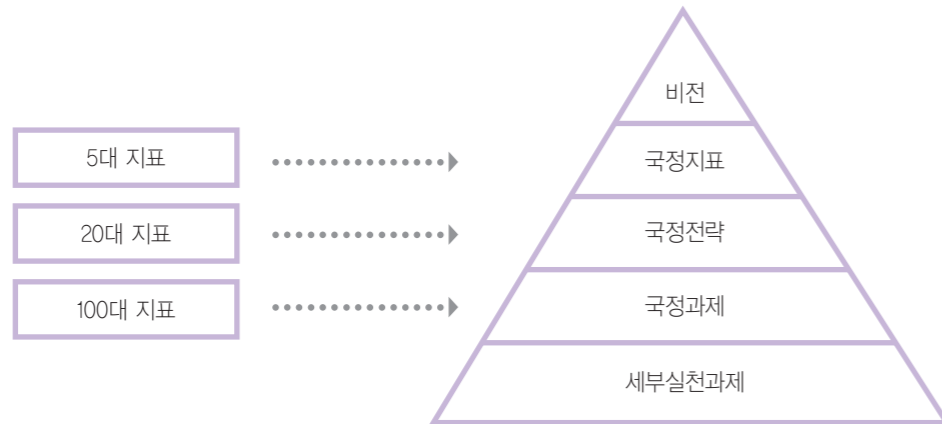 비전
5대 지표
국정지표
20대 지표
국정전략
100대 지표
국정과제
세부실천과제